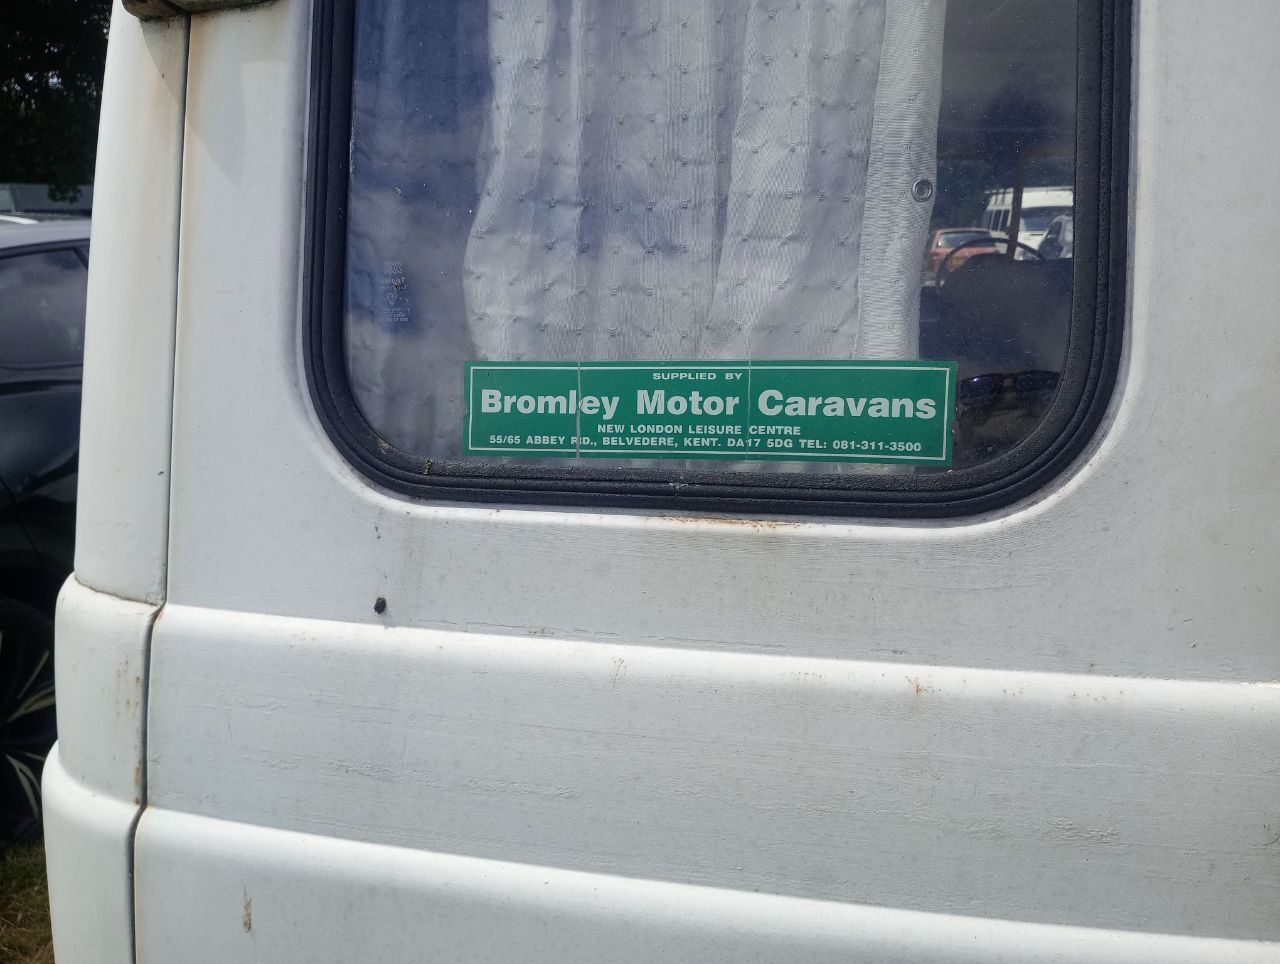 SUPPLIED BY
Bromley Motor Caravans
NEW LONDON LEISURE CENTRE
55/65 ABBEY RD., BELVEDERE, KENT. DA17 5DG TEL: 081-311-3500